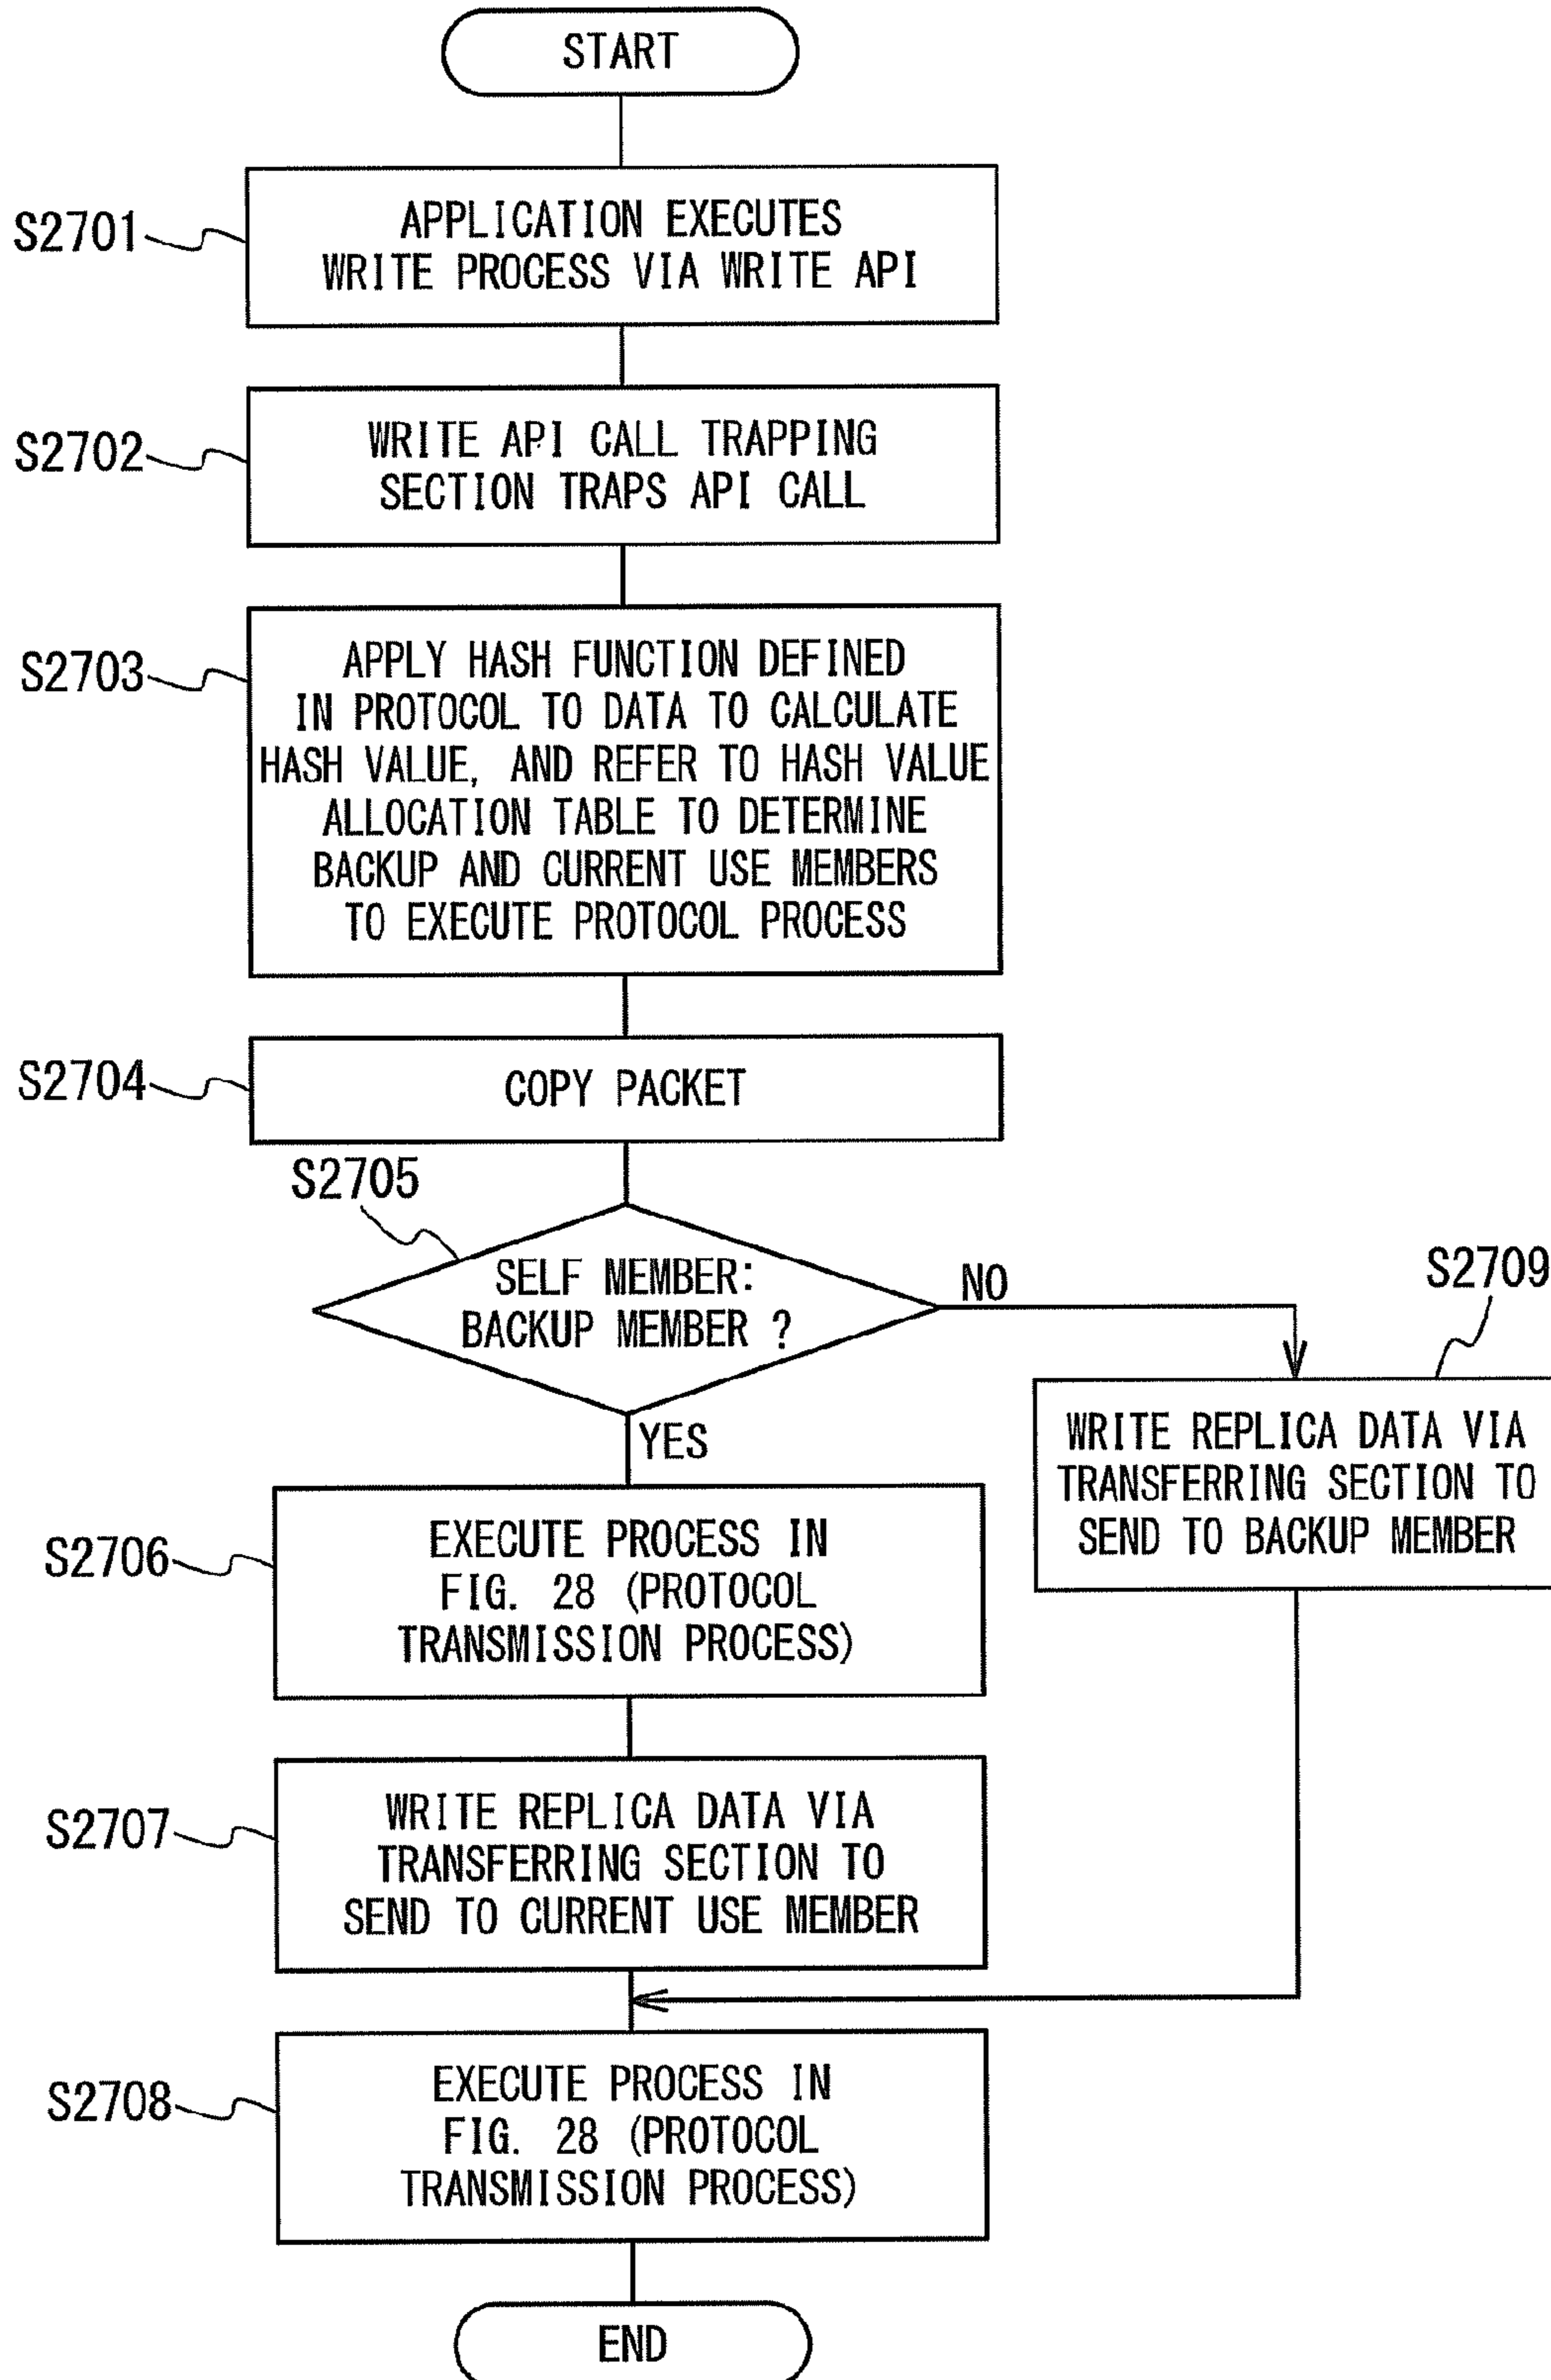 START
S2701
APPLICATION EXECUTES
WRITE PROCESS VIA WRITE API
S2702
WRITE API CALL TRAPPING
SECTION TRAPS API CALL
S2703
APPLY HASH FUNCTION DEFINED
IN PROTOCOL TO DATA TO CALCULATE
HASH VALUE, AND REFER TO HASH VALUE
ALLOCATION TABLE TO DETERMINE
BACKUP AND CURRENT USE MEMBERS
TO EXECUTE PROTOCOL PROCESS
S2704
COPY PACKET
S2705
SELF MEMBER:
BACKUP MEMBER ?
NO
YES
S2709
WRITE REPLICA DATA VIA
TRANSFERRING SECTION TO
SEND TO BACKUP MEMBER
S2706
EXECUTE PROCESS IN
FIG. 28 (PROTOCOL
TRANSMISSION PROCESS)
S2707
WRITE REPLICA DATA VIA
TRANSFERRING SECTION TO
SEND TO CURRENT USE MEMBER
S2708
EXECUTE PROCESS IN
FIG. 28 (PROTOCOL
TRANSMISSION PROCESS)
END